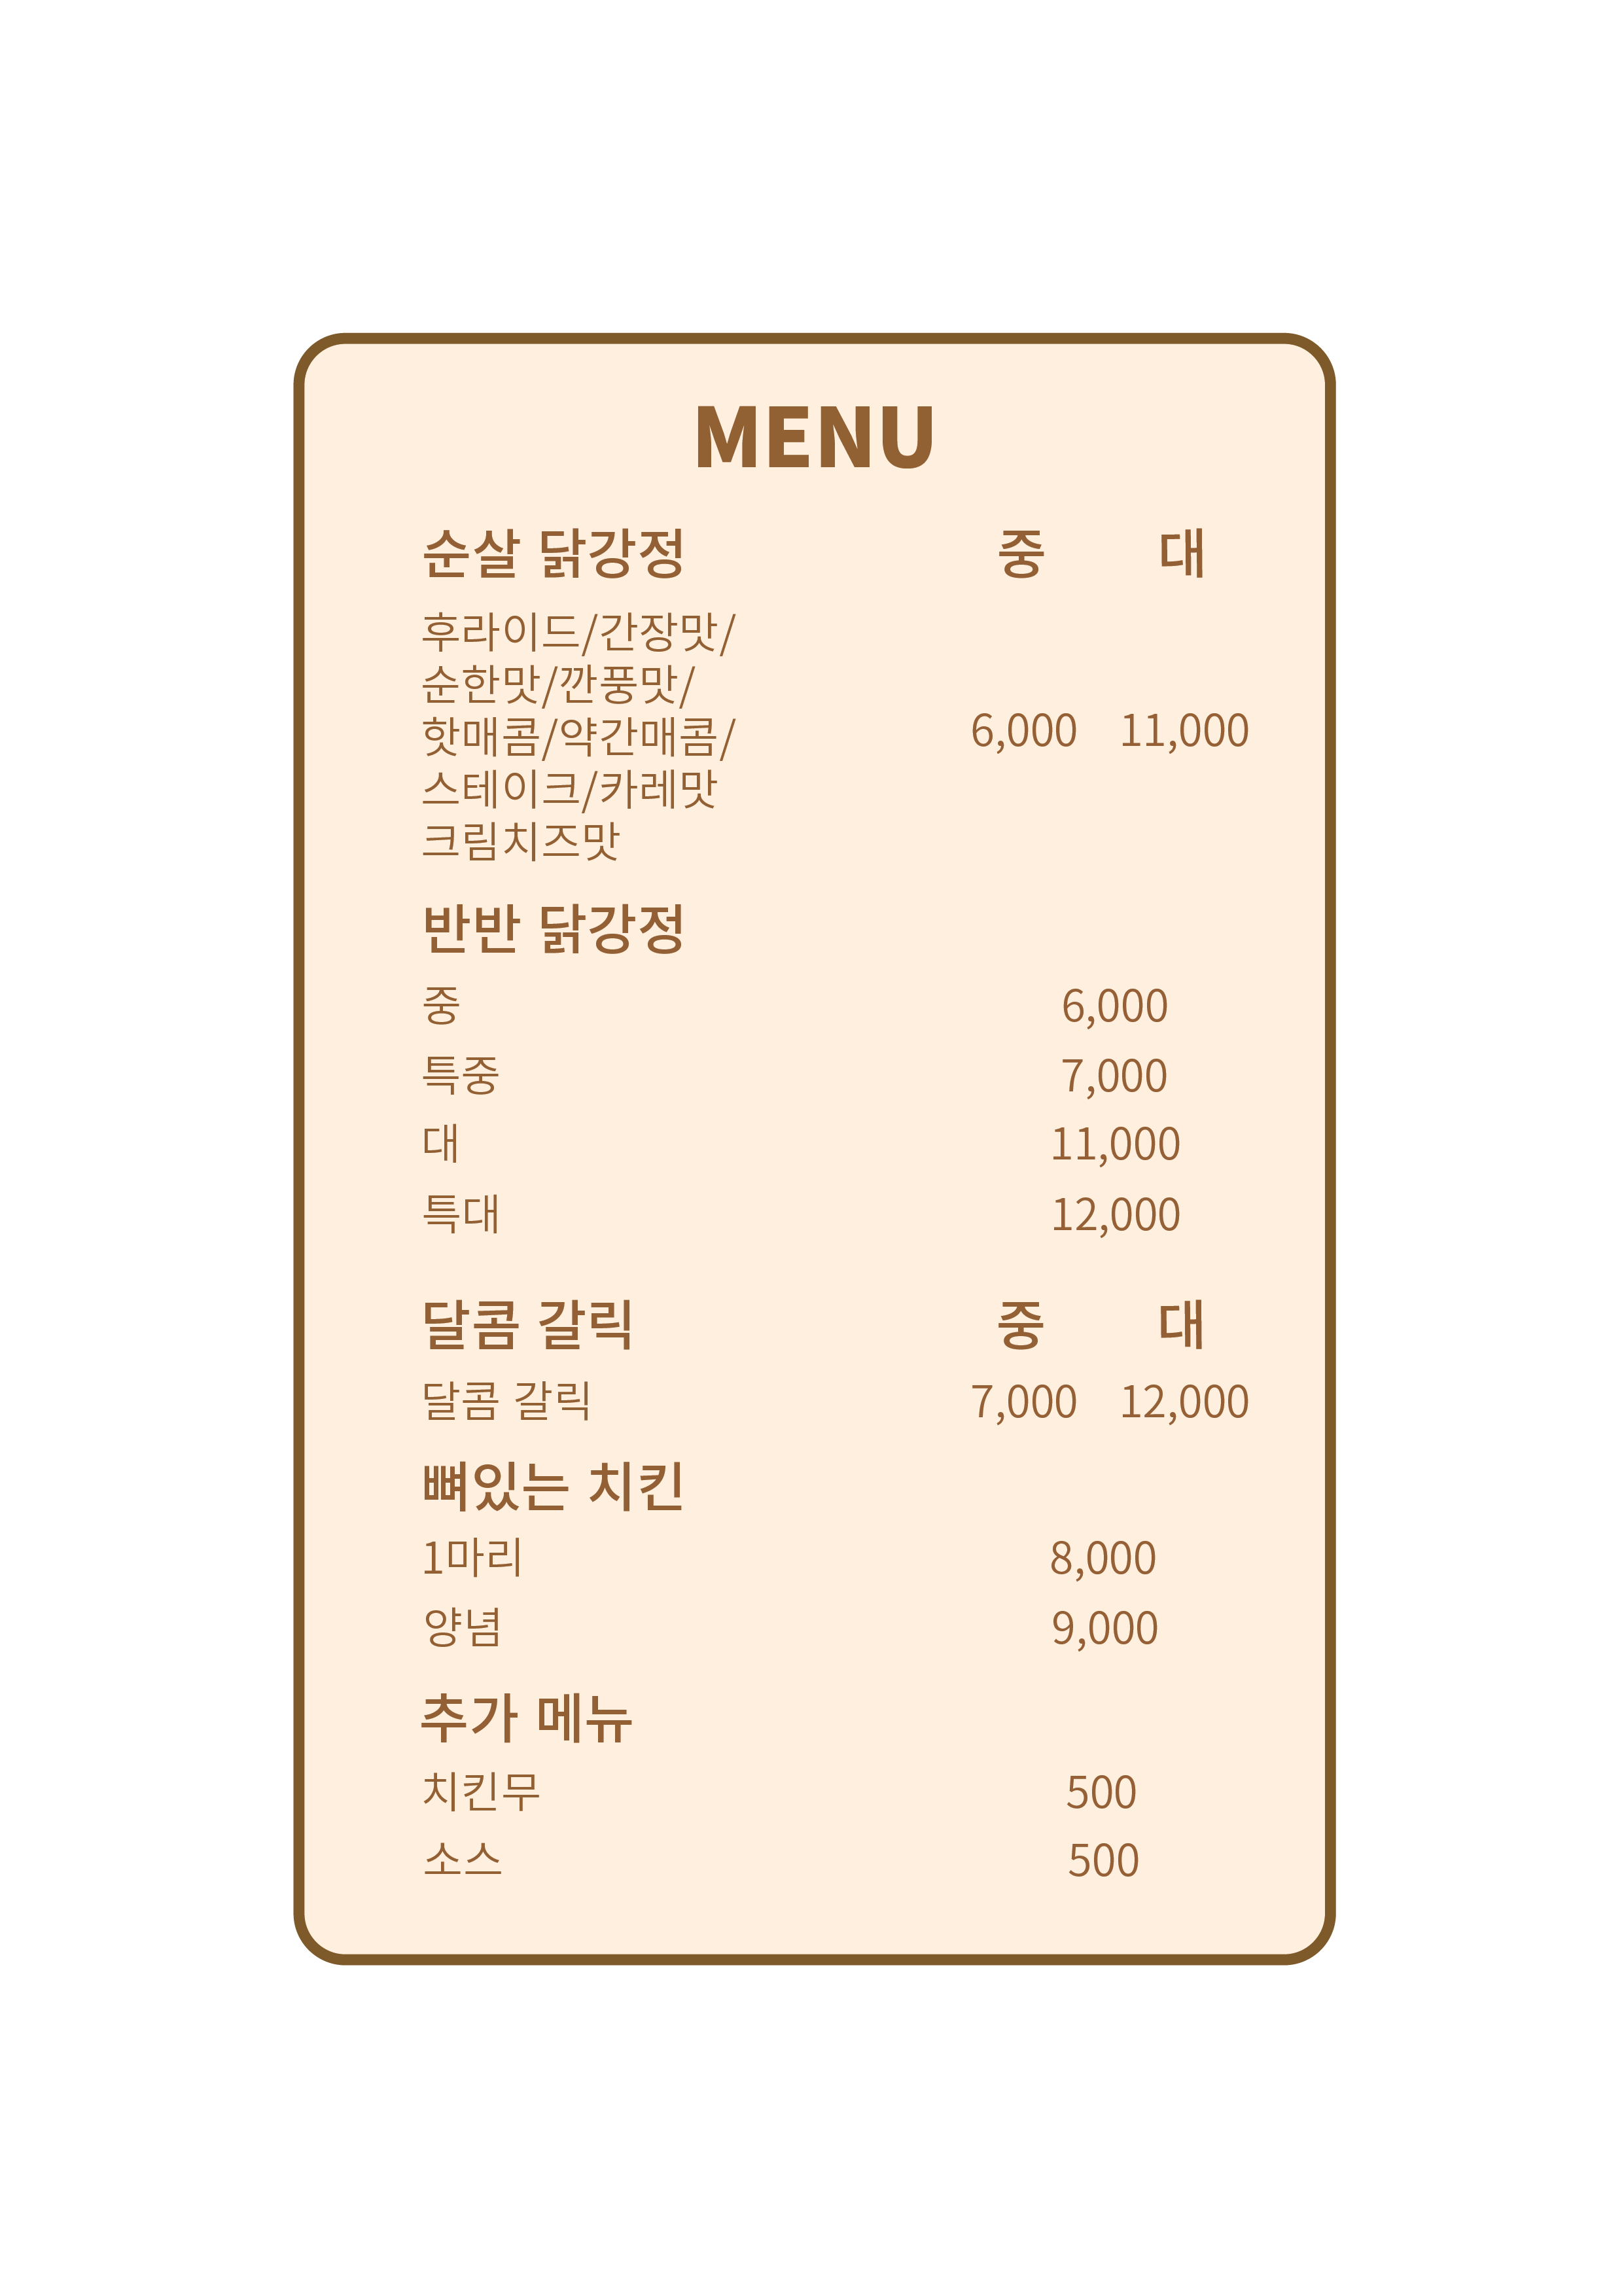 MENU
순살 닭강정 중 대
후라이드/간장맛/
순한맛/깐풍맛/
핫매콤/약간매콤/ 6,000 11,000
스테이크/카레맛
크림치즈맛
반반 닭강정
중 6,000
특중 7,000
대 11,000
특대 12,000
달콤 갈릭 중 대
달콤 갈릭 7,000 12,000
뼈있는 치킨
1마리 8,000
양념 9,000
추가 메뉴
치킨무 500
소스 500